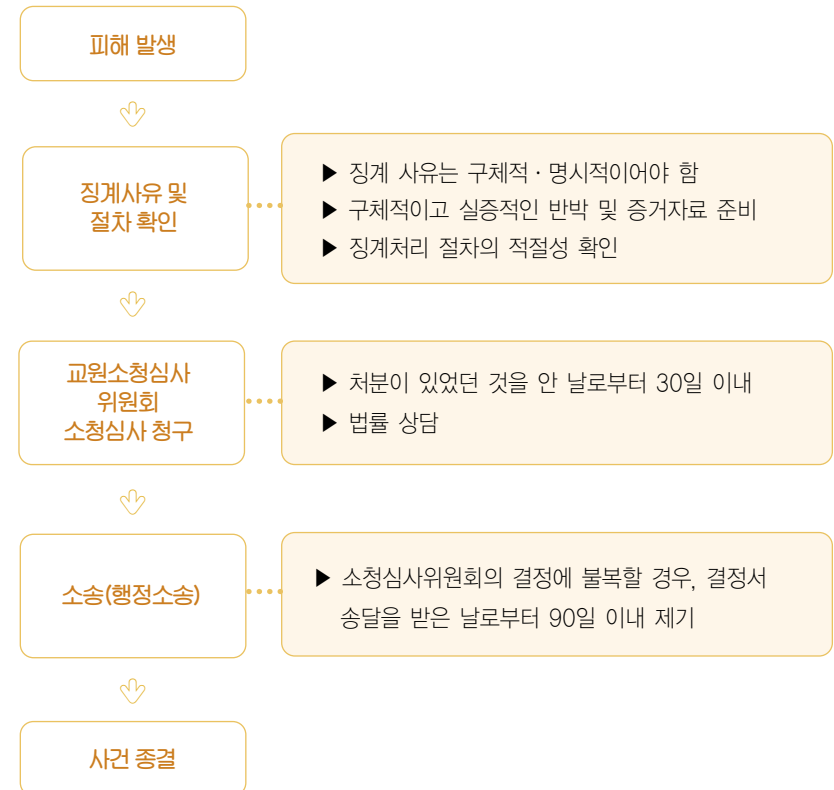 피해 발생
징계사유 및
절차 확인
▶ 징계 사유는 구체적·명시적이어야 함
▶ 구체적이고 실증적인 반박 및 증거자료 준비
▶ 징계처리 절차의 적절성 확인
교원소청심사
위원회
소청심사 청구
▶ 처분이 있었던 것을 안 날로부터 30일 이내
▶ 법률 상담
소송(행정소송)
▶ 소청심사위원회의 결정에 불복할 경우, 결정서
송달을 받은 날로부터 90일 이내 제기
사건 종결